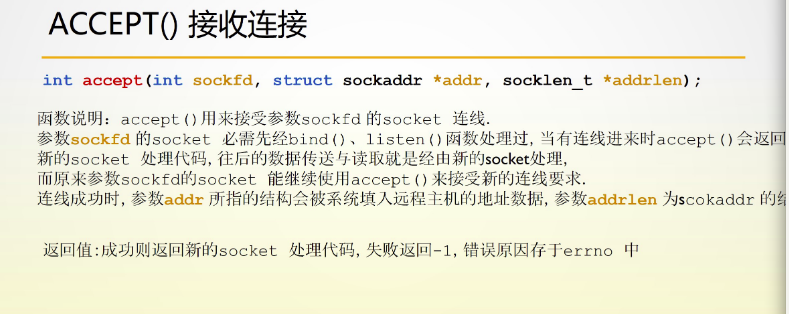 ACCEPT() 接收连接
int accept(int sockfd, struct sockaddr *addr, socklen_t *addrlen);
函数说明：accept()用来接受参数sockfd 的socket 连线.
参数sockfd 的socket 必需先经bind()、listen()函数处理过, 当有连线进来时accept()会返回
新的socket 处理代码, 往后的数据传送与读取就是经由新的socket处理,
而原来参数sockfd的socket 能继续使用accept()来接受新的连线要求.
连线成功时, 参数addr 所指的结构会被系统填入远程主机的地址数据, 参数addrlen 为scokaddr 的结
返回值:成功则返回新的socket 处理代码, 失败返回-1, 错误原因存于errno 中